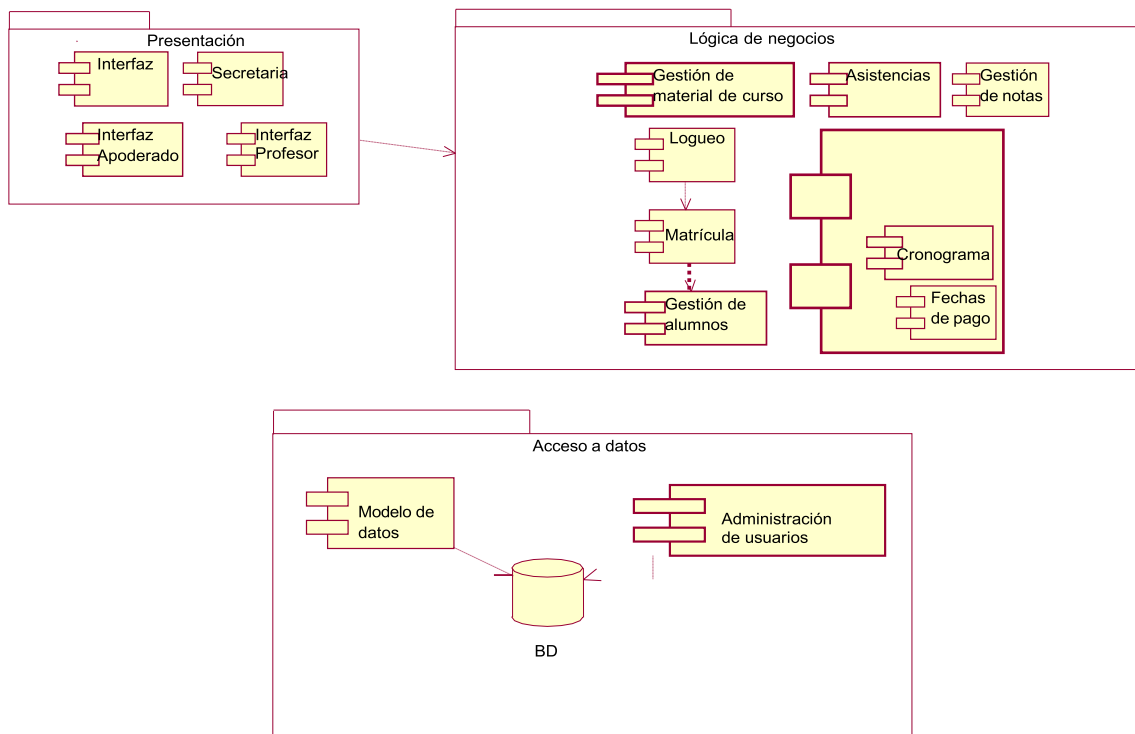 Presentación
Interfaz
Secretaria
Interfaz
Apoderado
Interfaz
Profesor
Lógica de negocios
Gestión de
material de curso
Asistencias
Gestión
de notas
Logueo
Matrícula
Gestión de
alumnos
Cronograma
Fechas
de pago
Acceso a datos
Modelo de
datos
Administración
de usuarios
BD